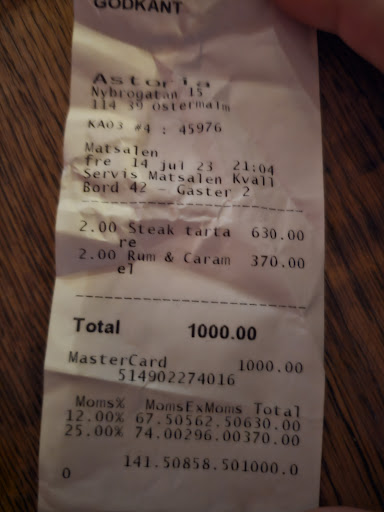 GODKÄNT
Astoria
Nybrogatan 15
114 39 Östermalm
KA03 #4 : 45976
Matsalen
fre 14 jul 23 21:04
Servis Matsalen Kväll
Bord 42 - Gäster 2
------------------------------
2.00 Steak tarta 630.00
re
2.00 Rum & Caram 370.00
el
------------------------------
Total 1000.00
MasterCard 1000.00
514902274016
Moms% MomsExMoms Total
12.00% 67.50562.50630.00
25.00% 74.00296.00370.00
141.50858.501000.0
0